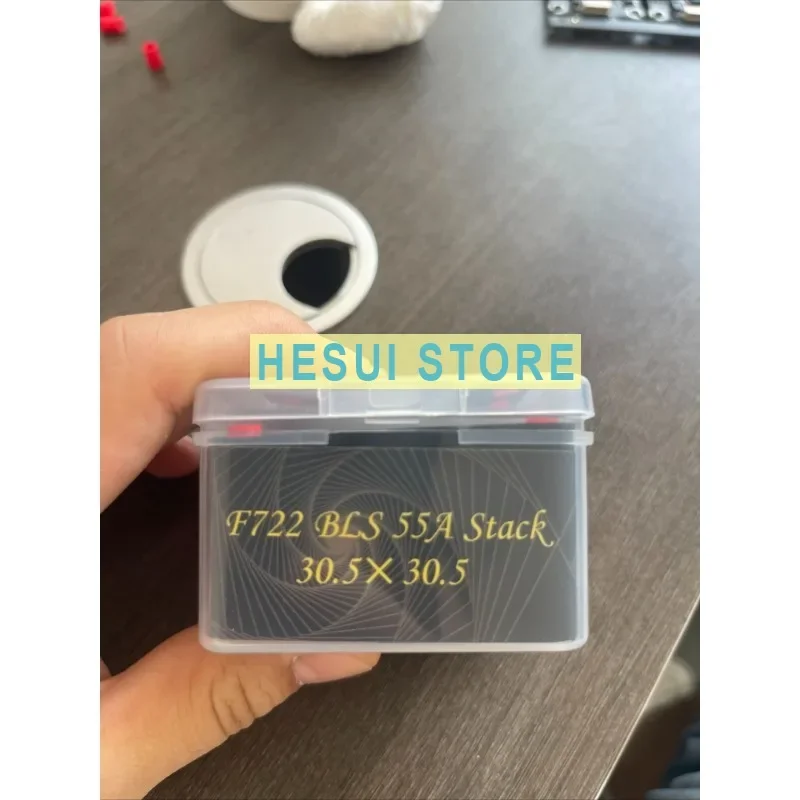 HESUI STORE
F722 BLS 55A Stack
30.5× 30.5